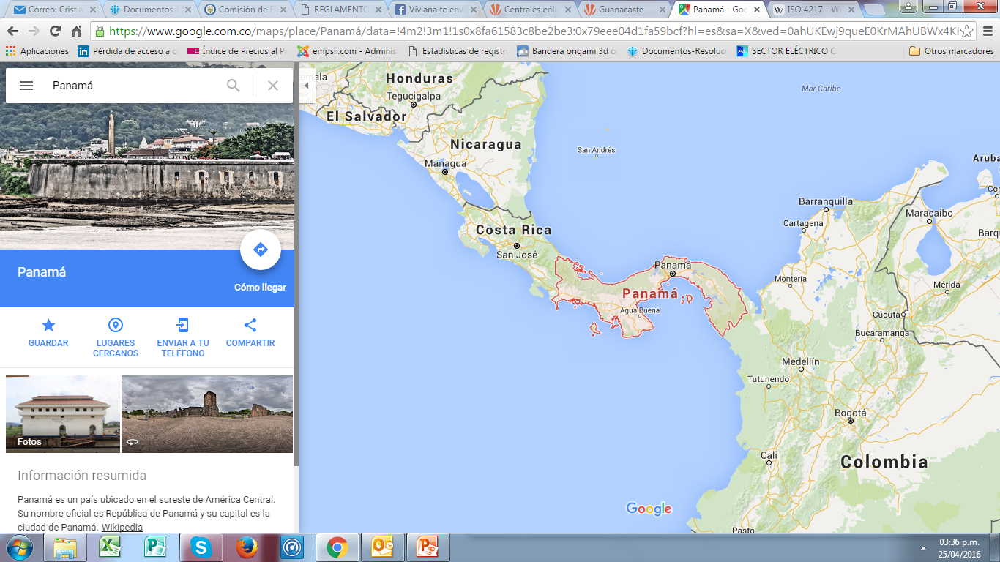 Correo: Cristia
Documentos-
Comisión de R
REGLAMENTO
Viviana te env
Centrales eóli
Guanacaste
Panamá - Goo
ISO 4217 - Wi
https://www.google.com.co/maps/place/Panamá/data=!4m2!3m1!1s0x8fa61583c8be2be3:0x79eee04d1fa59bcf?hl=es&sa=X&ved=0ahUKEwj9queE0KrMAhUBWx4KH
Aplicaciones
Pérdida de acceso a c
Índice de Precios al Pr
empsii.com - Adminis
Estadísticas de registr
Bandera origami 3d o
Documentos-Resoluci
SECTOR ELÉCTRICO C
Otros marcadores
Panamá
Panamá
Cómo llegar
GUARDAR
LUGARES
CERCANOS
ENVIAR A TU
TELÉFONO
COMPARTIR
Fotos
Información resumida
Panamá es un país ubicado en el sureste de América Central.
Su nombre oficial es República de Panamá y su capital es la
ciudad de Panamá. Wikipedia
emala
Honduras
Tegucigalpa
El Salvador
Nicaragua
Managua
Mar Caribe
San Andrés
Aruba
Costa Rica
San José
Barranquilla
Cartagena
Maracaibo
Cor
Barq
Panamá
Panamá
Agua Buena
Montería
Mérida
Cúcuta
Bucaramanga
Medellín
Tutunendo
Bogotá
Cali
Colombia
Google
Pasto
03:36 p.m.
25/04/2016